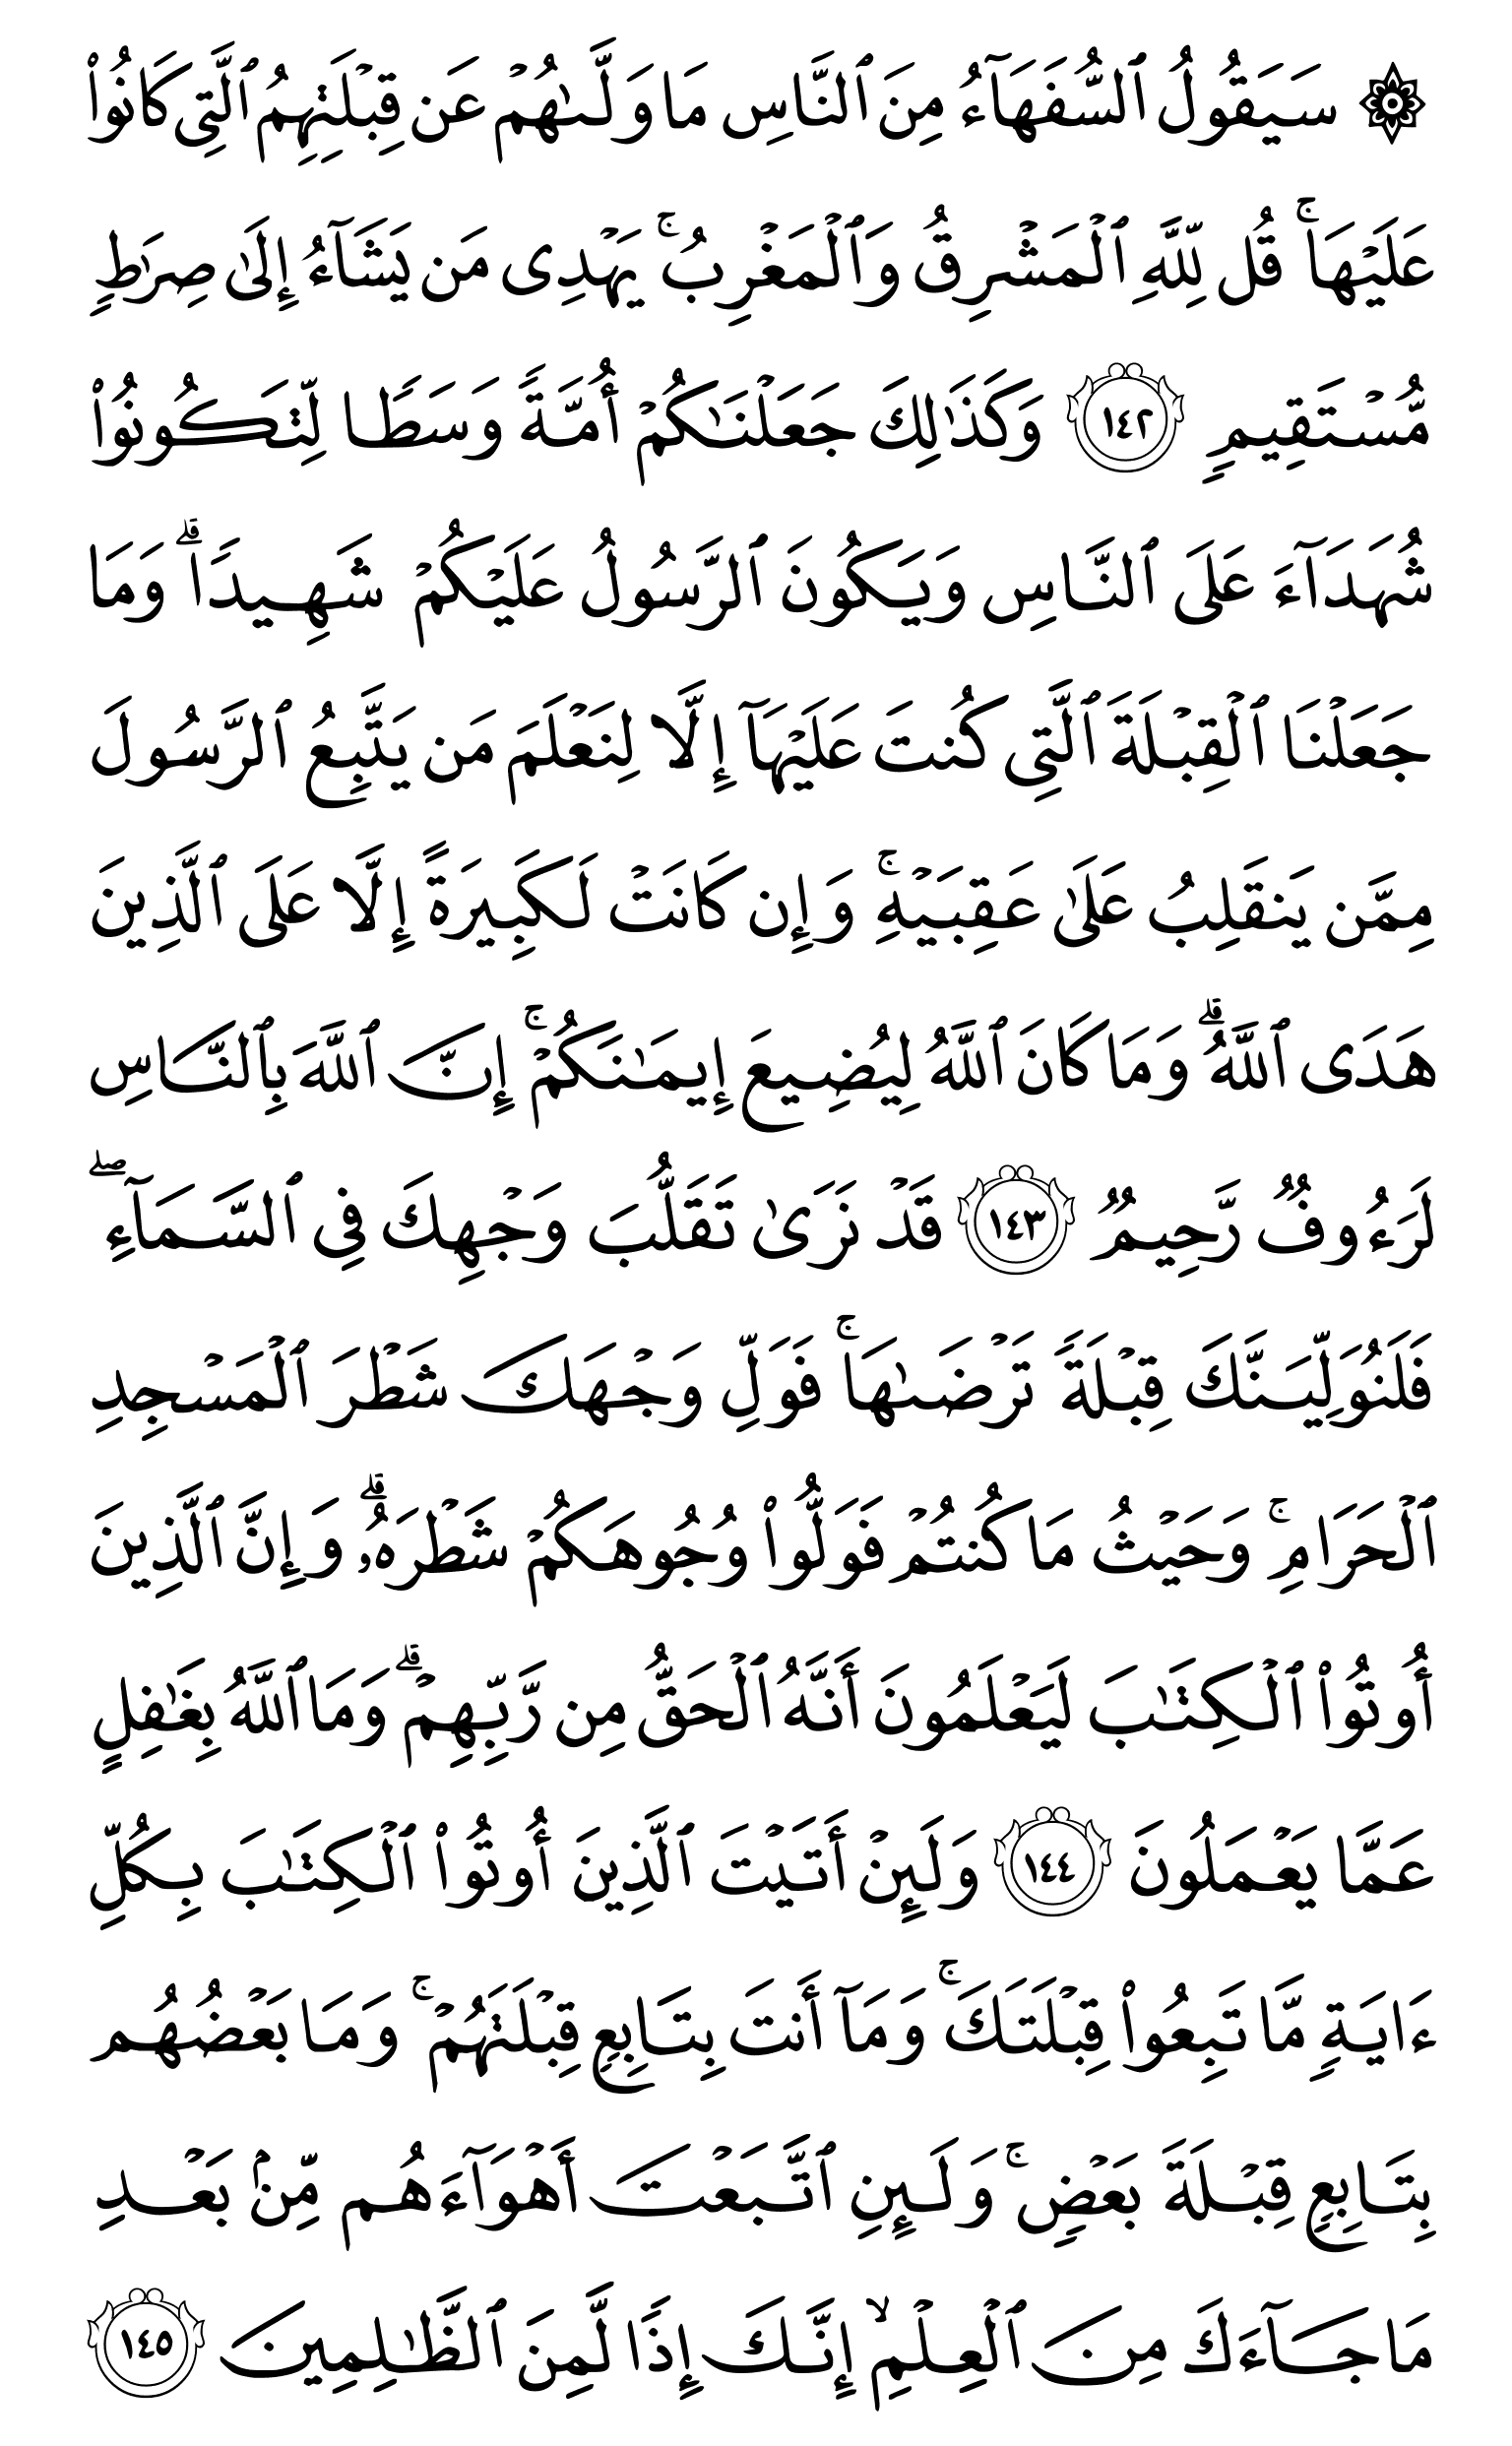 ۞ سَيَقُولُ ٱلسُّفَهَآءُ مِنَ ٱلنَّاسِ مَا وَلَّىٰهُمْ عَن قِبْلَتِهِمُ ٱلَّتِى كَانُوا۟
عَلَيْهَا ۚ قُل لِّلَّهِ ٱلْمَشْرِقُ وَٱلْمَغْرِبُ ۚ يَهْدِى مَن يَشَآءُ إِلَىٰ صِرَٰطٍ
مُّسْتَقِيمٍ ١٤٢ وَكَذَٰلِكَ جَعَلْنَـٰكُمْ أُمَّةً وَسَطًا لِّتَكُونُوا۟
شُهَدَآءَ عَلَى ٱلنَّاسِ وَيَكُونَ ٱلرَّسُولُ عَلَيْكُمْ شَهِيدًا ۗ وَمَا
جَعَلْنَا ٱلْقِبْلَةَ ٱلَّتِى كُنتَ عَلَيْهَآ إِلَّا لِنَعْلَمَ مَن يَتَّبِعُ ٱلرَّسُولَ
مِمَّن يَنقَلِبُ عَلَىٰ عَقِبَيْهِ ۚ وَإِن كَانَتْ لَكَبِيرَةً إِلَّا عَلَى ٱلَّذِينَ
هَدَى ٱللَّهُ ۗ وَمَا كَانَ ٱللَّهُ لِيُضِيعَ إِيمَـٰنَكُمْ ۚ إِنَّ ٱللَّهَ بِٱلنَّاسِ
لَرَءُوفٌ رَّحِيمٌ ١٤٣ قَدْ نَرَىٰ تَقَلُّبَ وَجْهِكَ فِى ٱلسَّمَآءِ ۖ
فَلَنُوَلِّيَنَّكَ قِبْلَةً تَرْضَىٰهَا ۚ فَوَلِّ وَجْهَكَ شَطْرَ ٱلْمَسْجِدِ
ٱلْحَرَامِ ۚ وَحَيْثُ مَا كُنتُمْ فَوَلُّوا۟ وُجُوهَكُمْ شَطْرَهُۥ ۗ وَإِنَّ ٱلَّذِينَ
أُوتُوا۟ ٱلْكِتَـٰبَ لَيَعْلَمُونَ أَنَّهُ ٱلْحَقُّ مِن رَّبِّهِمْ ۗ وَمَا ٱللَّهُ بِغَـٰفِلٍ
عَمَّا يَعْمَلُونَ ١٤٤ وَلَئِنْ أَتَيْتَ ٱلَّذِينَ أُوتُوا۟ ٱلْكِتَـٰبَ بِكُلِّ
ءَايَةٍ مَّا تَبِعُوا۟ قِبْلَتَكَ ۚ وَمَآ أَنتَ بِتَابِعٍ قِبْلَتَهُمْ ۚ وَمَا بَعْضُهُم
بِتَابِعٍ قِبْلَةَ بَعْضٍ ۚ وَلَئِنِ ٱتَّبَعْتَ أَهْوَآءَهُم مِّنۢ بَعْدِ
مَا جَآءَكَ مِنَ ٱلْعِلْمِ ۙ إِنَّكَ إِذًا لَّمِنَ ٱلظَّـٰلِمِينَ ١٤٥